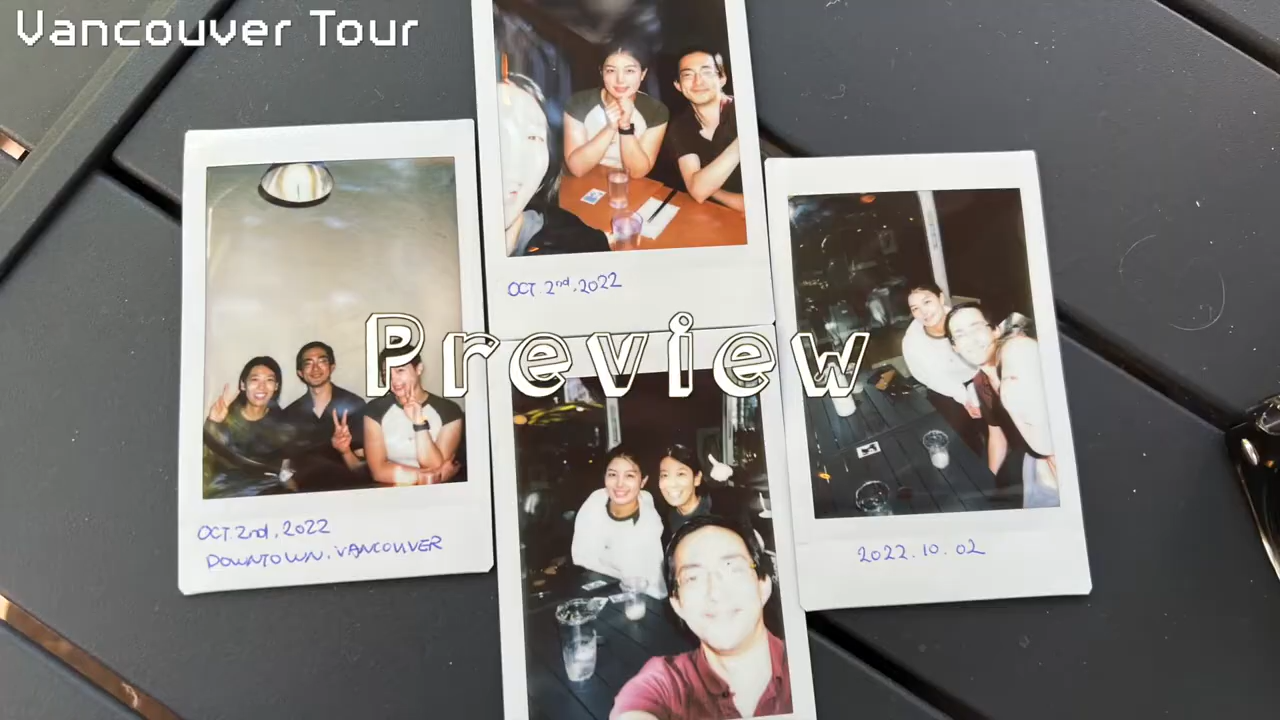 Vancouver Tour
OCT. 2nd. 2022
Preview
OCT. 2nd, 2022
DOWNTOWN. VANCOUVER
2022. 10. 02